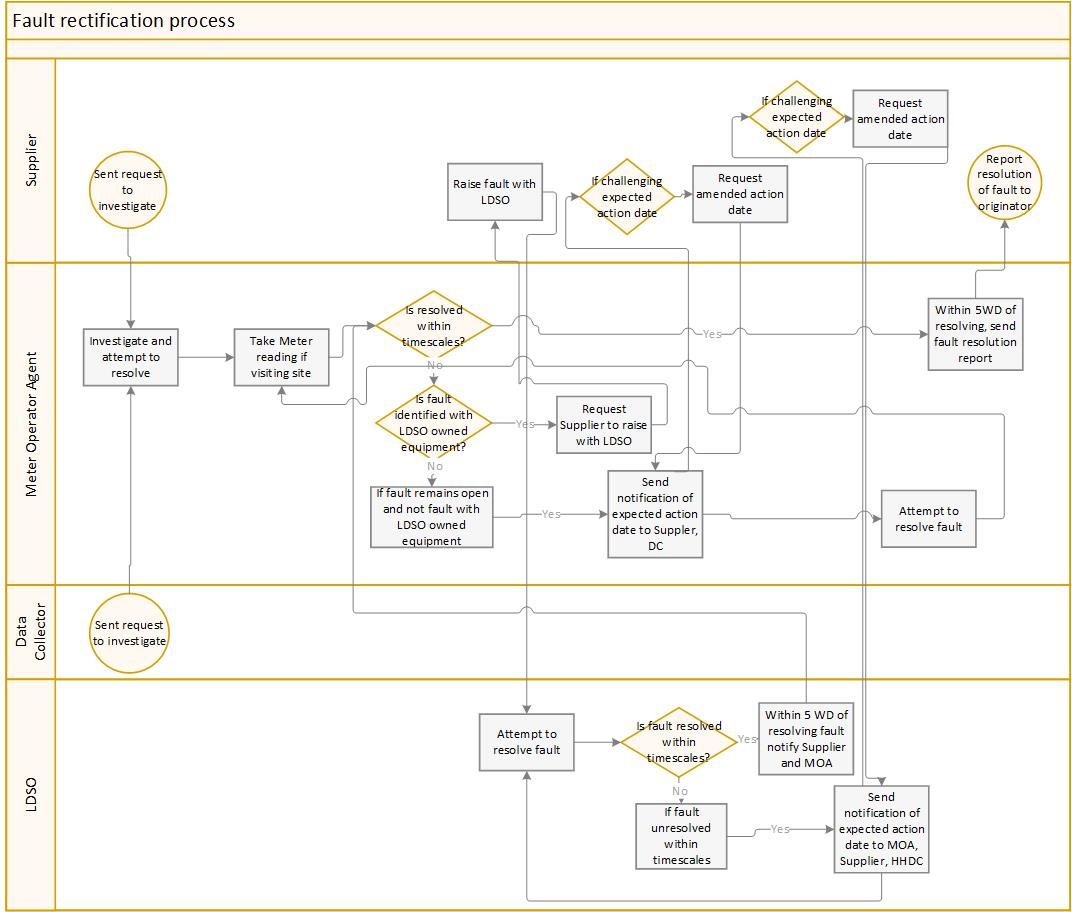 Fault rectification process
Supplier
Sent request
to
investigate
Raise fault with
LDSO
If challenging
expected
action date
Request
amended action
date
If challenging
expected
action date
Request
amended action
date
Report
resolution
of fault to
originator
Meter Operator Agent
Investigate and
attempt to
resolve
Take Meter
reading if
visiting site
Is resolved
within
timescales?
Yes
Within 5WD of
resolving, send
fault resolution
report
No
Is fault
identified with
LDSO owned
equipment?
Yes
Request
Supplier to raise
with LDSO
No
If fault remains open
and not fault with
LDSO owned
equipment
Yes
Send
notification of
expected action
date to Suppler,
DC
Attempt to
resolve fault
Data
Collector
Sent request
to investigate
LDSO
Attempt to
resolve fault
Is fault resolved
within
timescales?
Yes
Within 5 WD of
resolving fault
notify Supplier
and MOA
No
If fault
unresolved
within
timescales
Yes
Send
notification of
expected action
date to MOA,
Supplier, HHDC